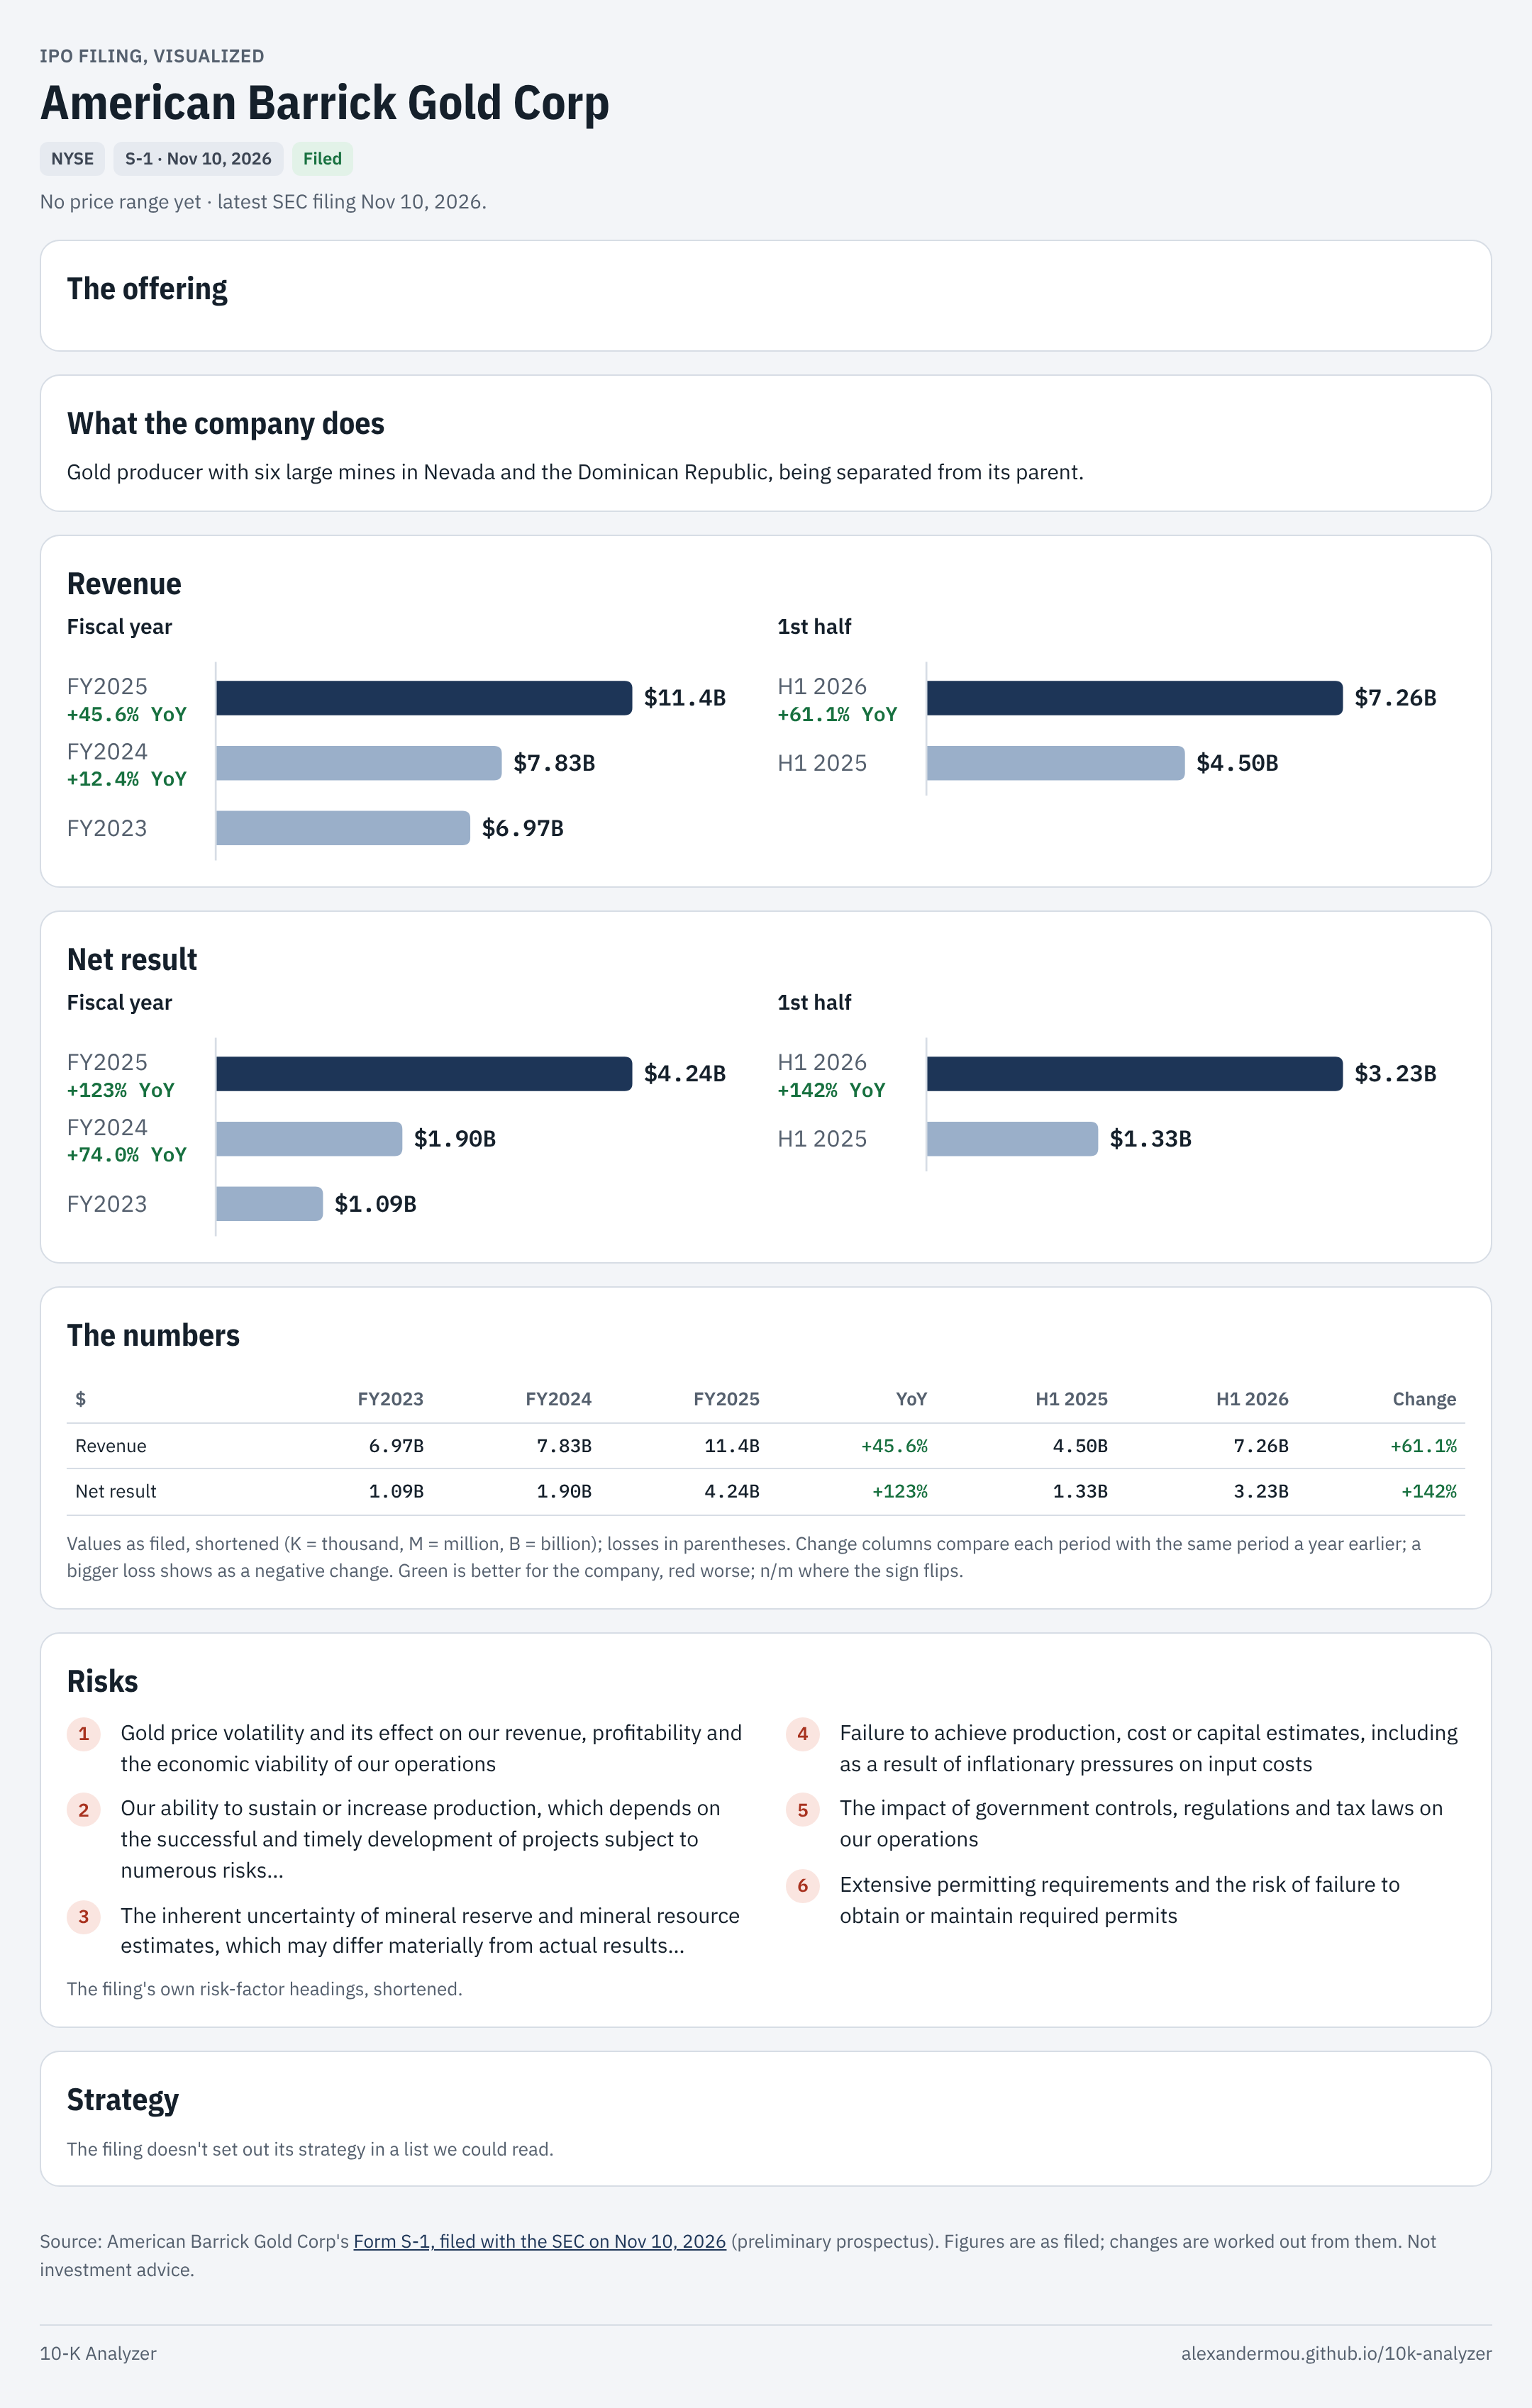 IPO FILING, VISUALIZED
American Barrick Gold Corp
NYSE
S-1 · Nov 10, 2026
Filed
No price range yet · latest SEC filing Nov 10, 2026.
The offering
What the company does
Gold producer with six large mines in Nevada and the Dominican Republic, being separated from its parent.
Revenue
Fiscal year
FY2025
+45.6% YoY
$11.4B
FY2024
+12.4% YoY
$7.83B
FY2023
$6.97B
1st half
H1 2026
+61.1% YoY
$7.26B
H1 2025
$4.50B
Net result
Fiscal year
FY2025
+123% YoY
$4.24B
FY2024
+74.0% YoY
$1.90B
FY2023
$1.09B
1st half
H1 2026
+142% YoY
$3.23B
H1 2025
$1.33B
The numbers
$ FY2023 FY2024 FY2025 YoY H1 2025 H1 2026 Change
Revenue 6.97B 7.83B 11.4B +45.6% 4.50B 7.26B +61.1%
Net result 1.09B 1.90B 4.24B +123% 1.33B 3.23B +142%
Values as filed, shortened (K = thousand, M = million, B = billion); losses in parentheses. Change columns compare each period with the same period a year earlier; a
bigger loss shows as a negative change. Green is better for the company, red worse; n/m where the sign flips.
Risks
1 Gold price volatility and its effect on our revenue, profitability and
the economic viability of our operations
2 Our ability to sustain or increase production, which depends on
the successful and timely development of projects subject to
numerous risks...
3 The inherent uncertainty of mineral reserve and mineral resource
estimates, which may differ materially from actual results...
4 Failure to achieve production, cost or capital estimates, including
as a result of inflationary pressures on input costs
5 The impact of government controls, regulations and tax laws on
our operations
6 Extensive permitting requirements and the risk of failure to
obtain or maintain required permits
The filing's own risk-factor headings, shortened.
Strategy
The filing doesn't set out its strategy in a list we could read.
Source: American Barrick Gold Corp's Form S-1, filed with the SEC on Nov 10, 2026 (preliminary prospectus). Figures are as filed; changes are worked out from them. Not
investment advice.
10-K Analyzer
alexandermou.github.io/10k-analyzer